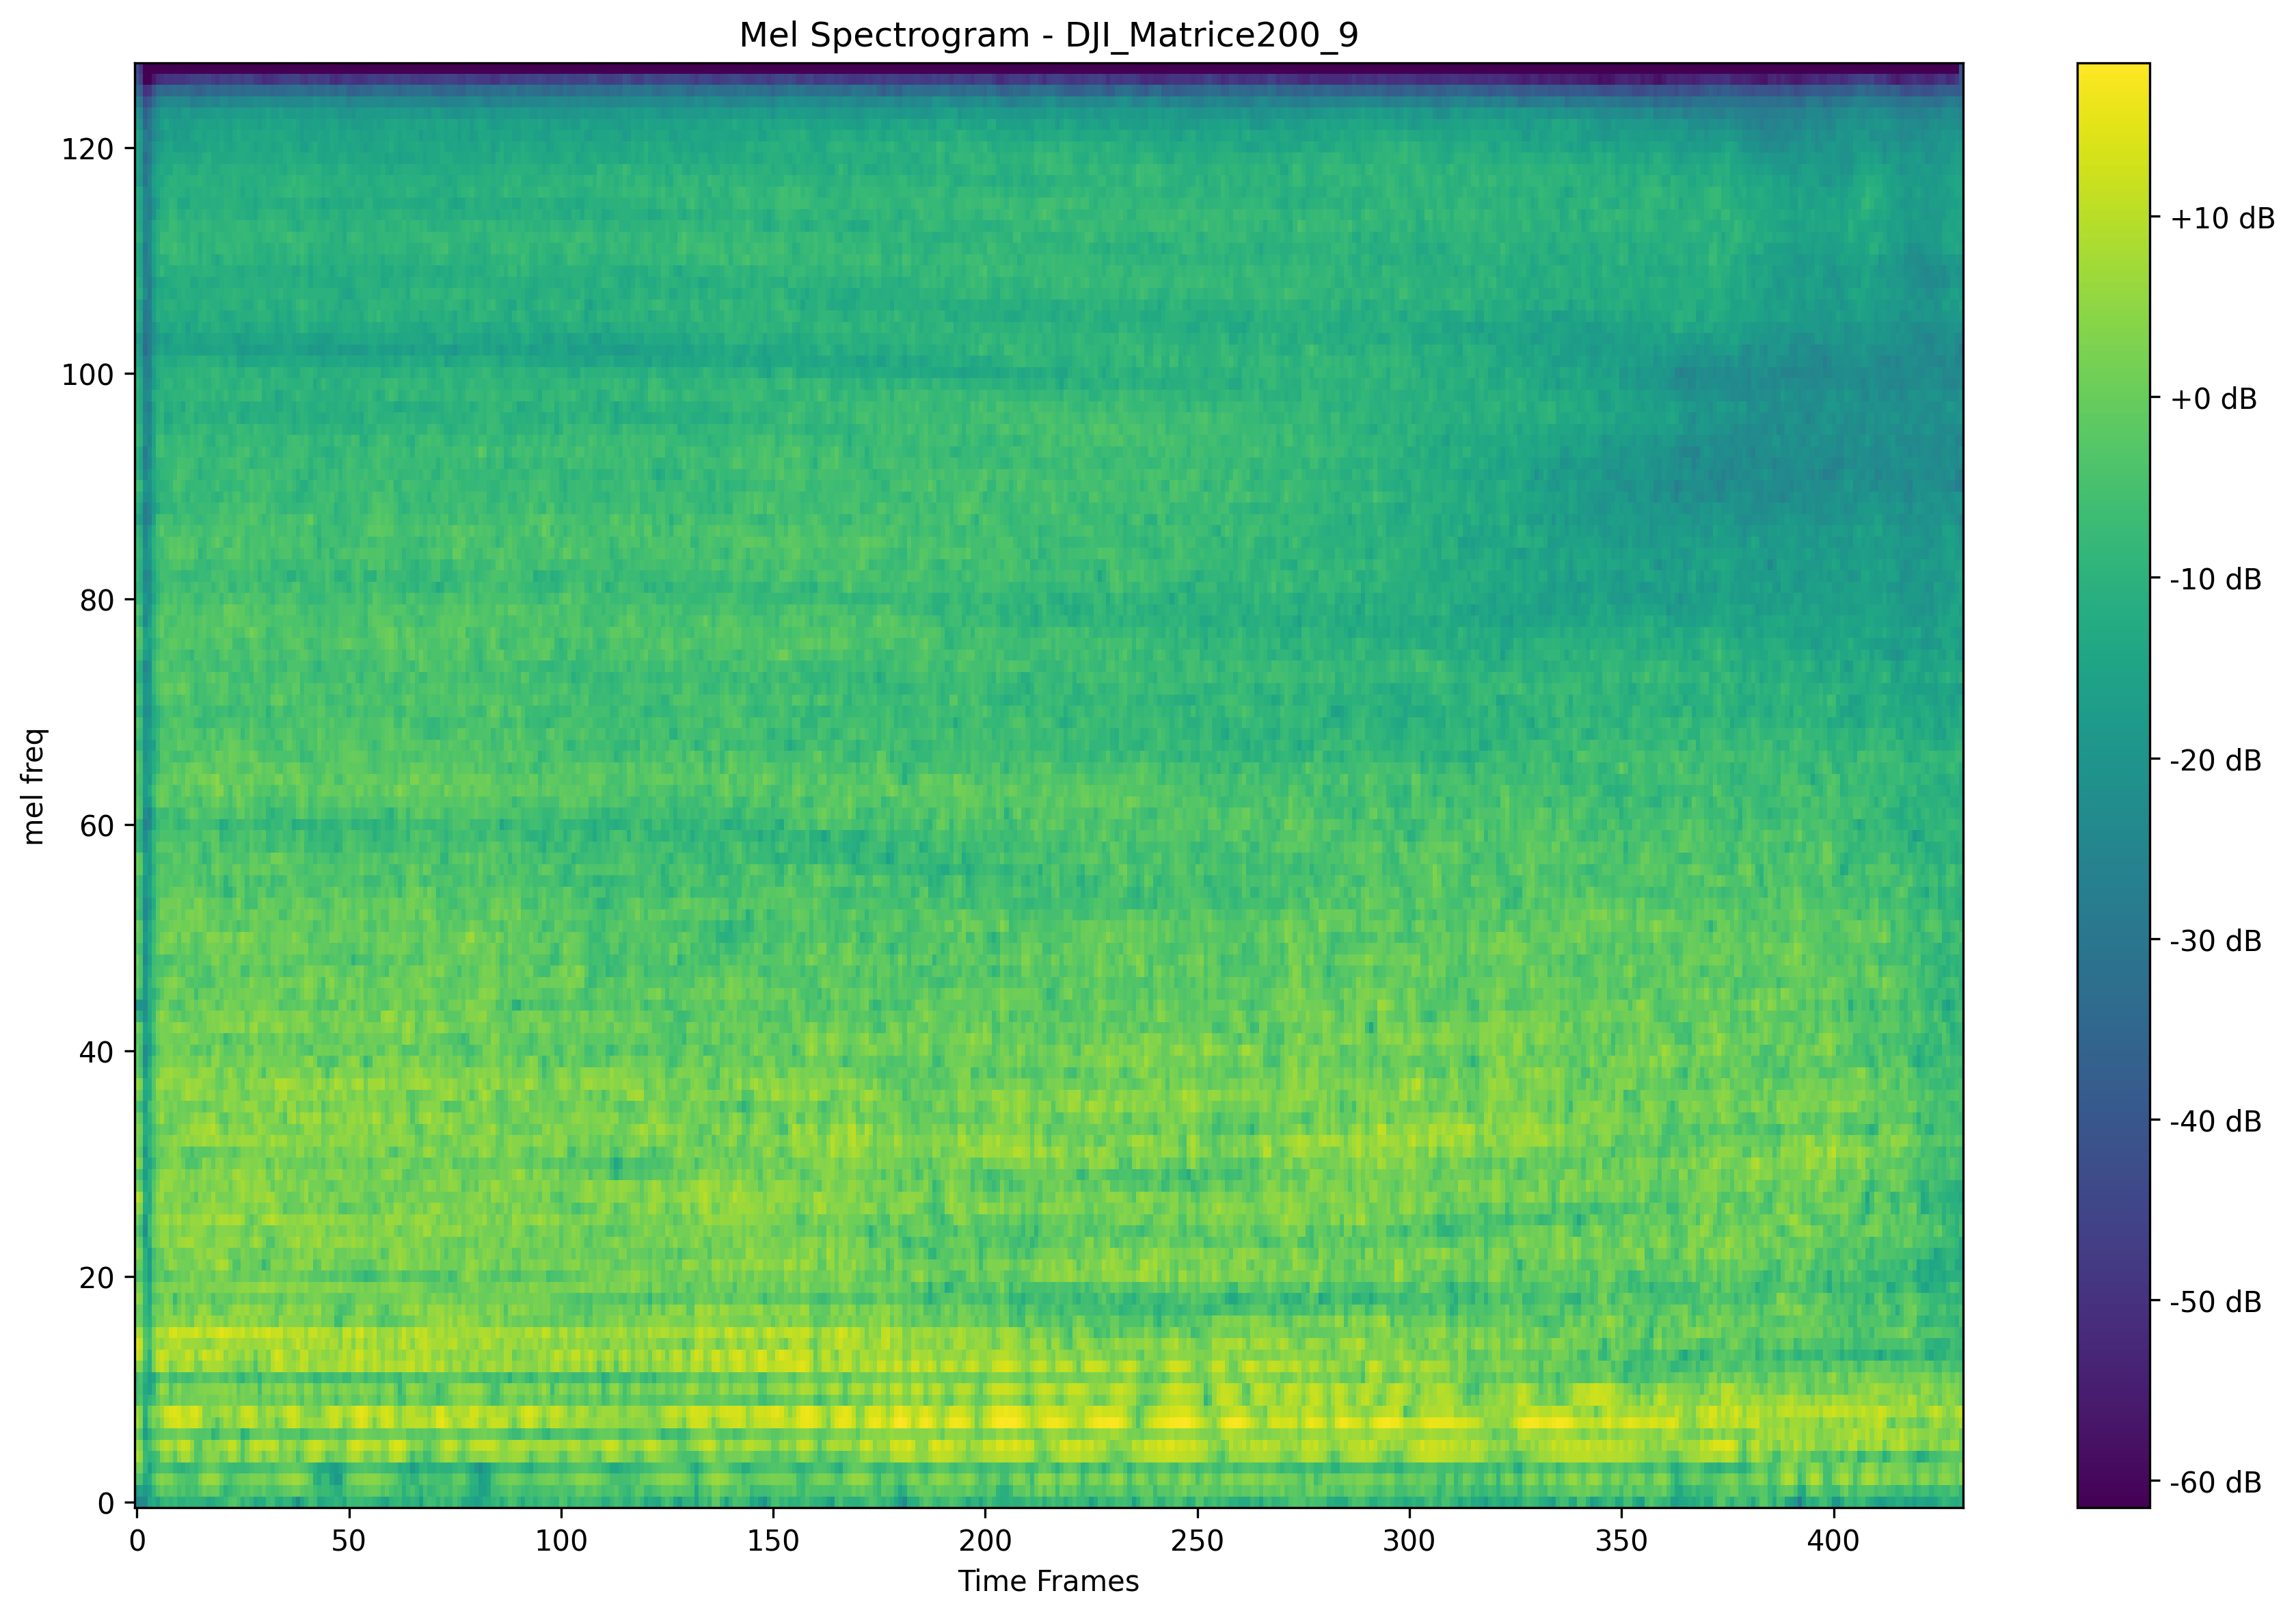 Mel Spectrogram - DJI_Matrice200_9
mel freq
120
100
80
60
40
20
0
0 50 100 150 200 250 300 350 400
Time Frames
+10 dB
+0 dB
-10 dB
-20 dB
-30 dB
-40 dB
-50 dB
-60 dB